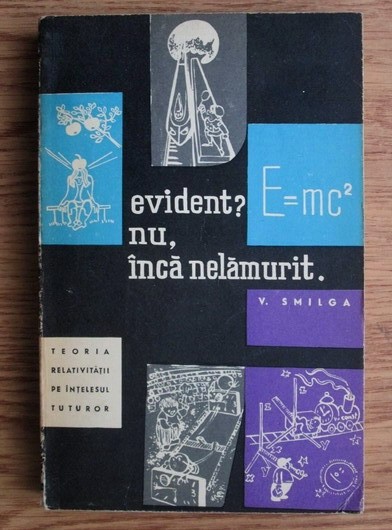 evident?
nu,
încă nelămurit.
E=mc²
V. SMILGA
TEORIA
RELATIVITĂȚII
PE ÎNȚELESUL
TUTUROR